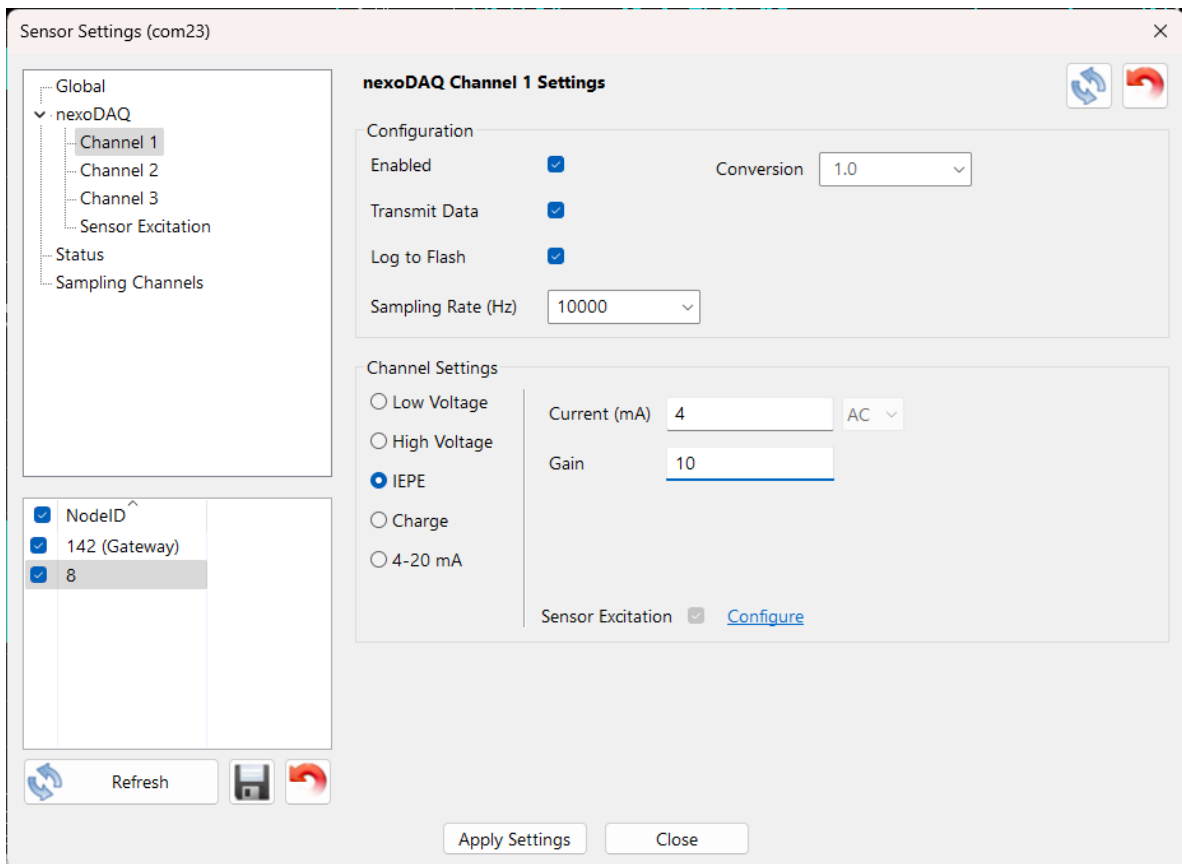 Sensor Settings (com23)
Global
nexoDAQ
Channel 1
Channel 2
Channel 3
Sensor Excitation
Status
Sampling Channels
NodeID
142 (Gateway)
8
Refresh
nexoDAQ Channel 1 Settings
Configuration
Enabled
Conversion 1.0
Transmit Data
Log to Flash
Sampling Rate (Hz) 10000
Channel Settings
Low Voltage
High Voltage
IEPE
Charge
4-20 mA
Current (mA) 4 AC
Gain 10
Sensor Excitation Configure
Apply Settings Close